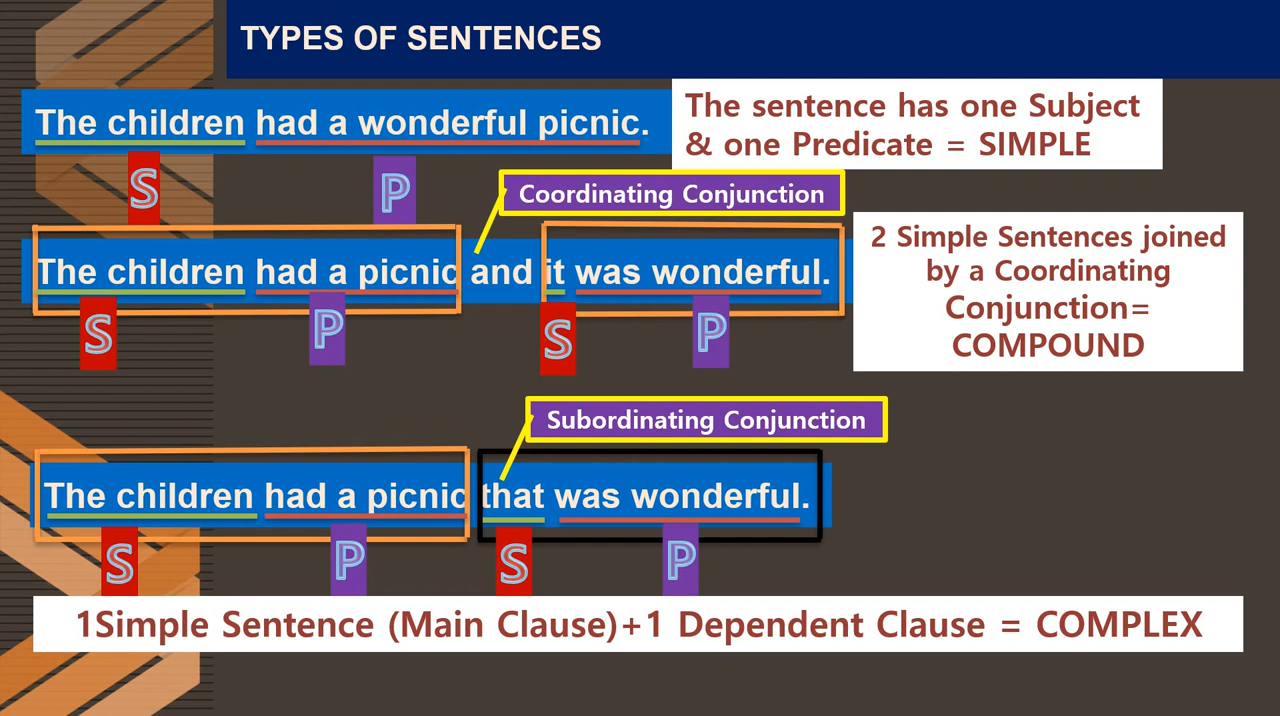 TYPES OF SENTENCES
The children had a wonderful picnic.
The sentence has one Subject
& one Predicate = SIMPLE
S
P
Coordinating Conjunction
The children had a picnic and it was wonderful.
S
P
S
P
2 Simple Sentences joined
by a Coordinating
Conjunction=
COMPOUND
Subordinating Conjunction
The children had a picnic that was wonderful.
S
P
S
P
1Simple Sentence (Main Clause)+1 Dependent Clause = COMPLEX